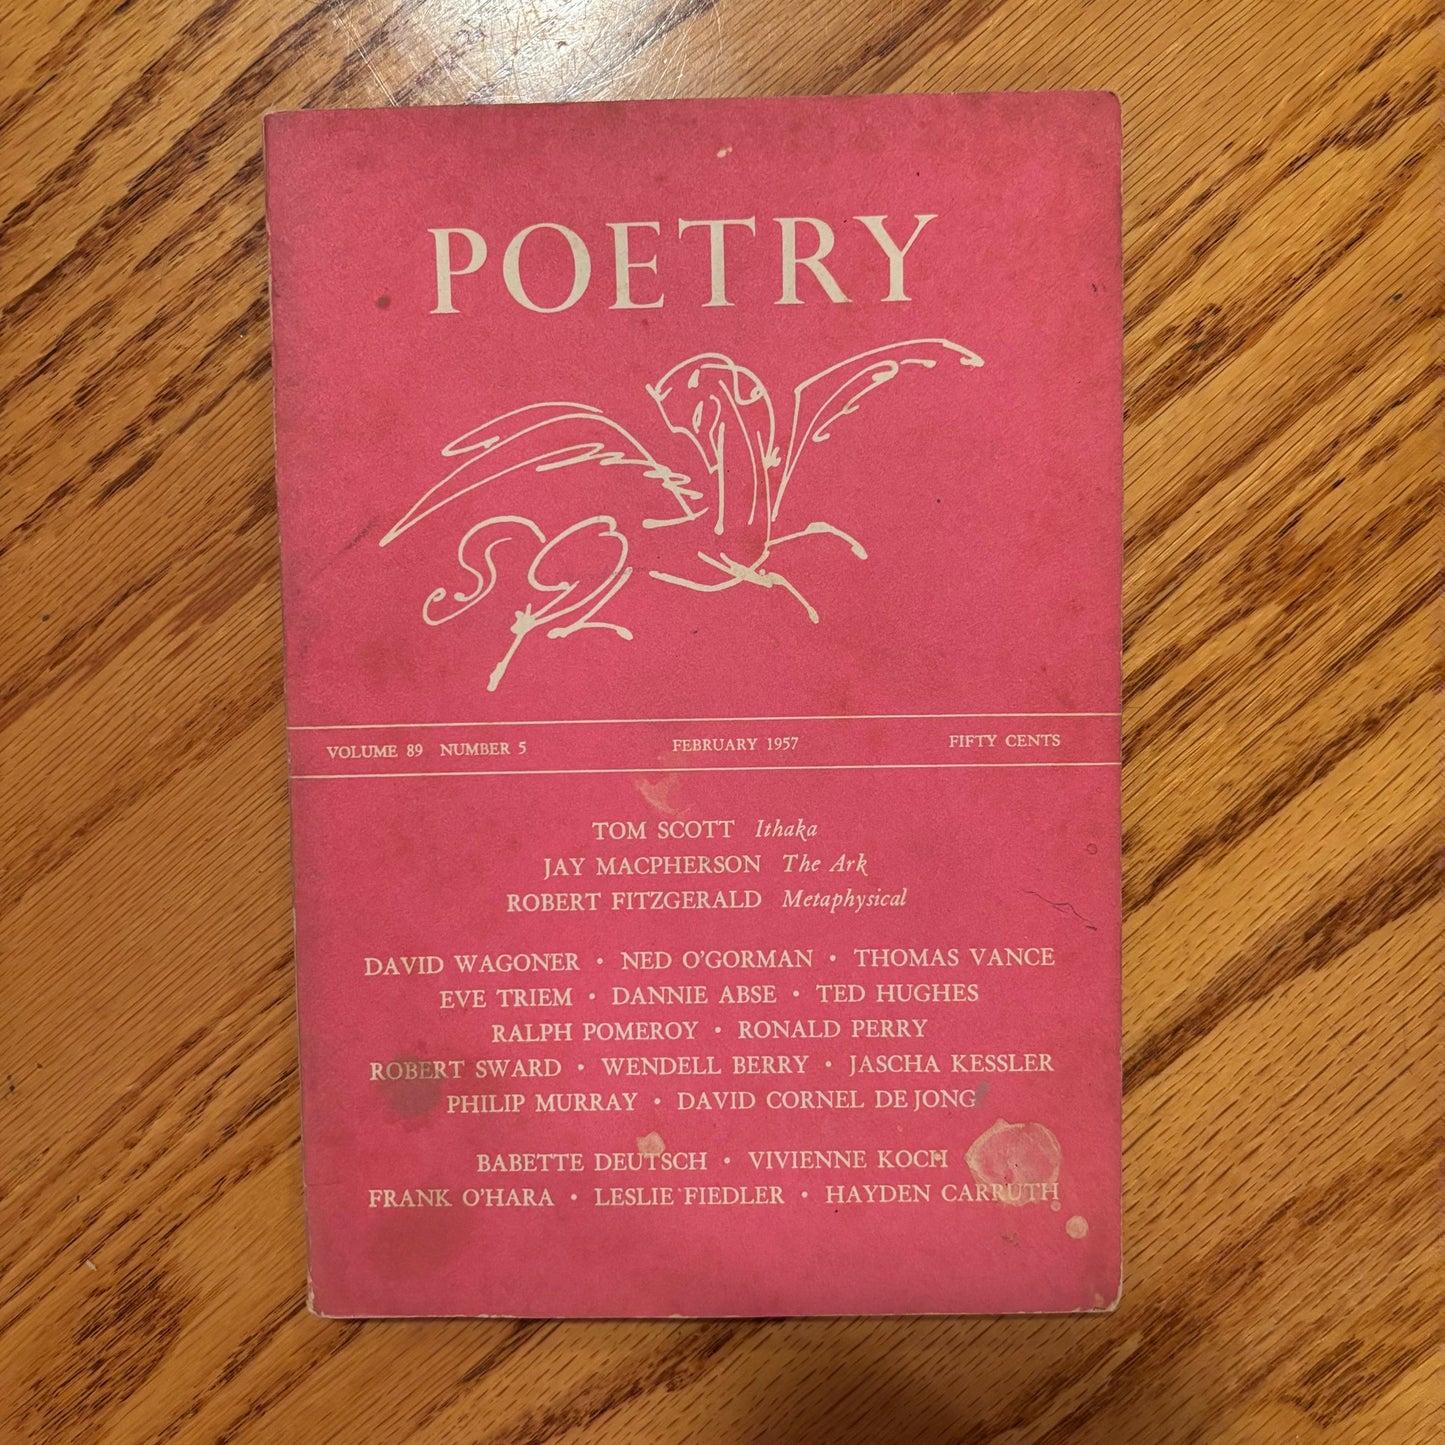 POETRY
VOLUME 89 NUMBER 5 FEBRUARY 1957 FIFTY CENTS
TOM SCOTT Ithaka
JAY MACPHERSON The Ark
ROBERT FITZGERALD Metaphysical
DAVID WAGONER • NED O'GORMAN • THOMAS VANCE
EVE TRIEM • DANNIE ABSE • TED HUGHES
RALPH POMEROY • RONALD PERRY
ROBERT SWARD • WENDELL BERRY • JASCHA KESSLER
PHILIP MURRAY • DAVID CORNEL DE JONG
BABETTE DEUTSCH • VIVIENNE KOCH
FRANK O'HARA • LESLIE FIEDLER • HAYDEN CARRUTH